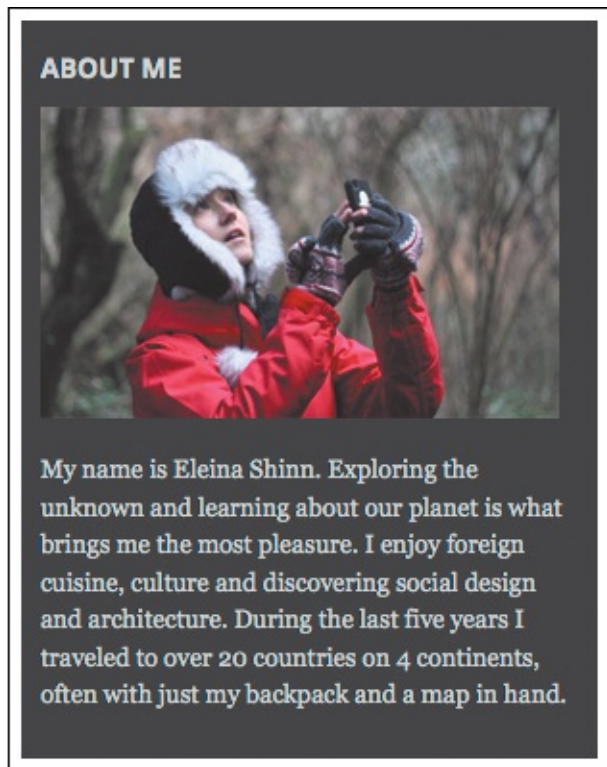 ABOUT ME
My name is Eleina Shinn. Exploring the
unknown and learning about our planet is what
brings me the most pleasure. I enjoy foreign
cuisine, culture and discovering social design
and architecture. During the last five years I
traveled to over 20 countries on 4 continents,
often with just my backpack and a map in hand.